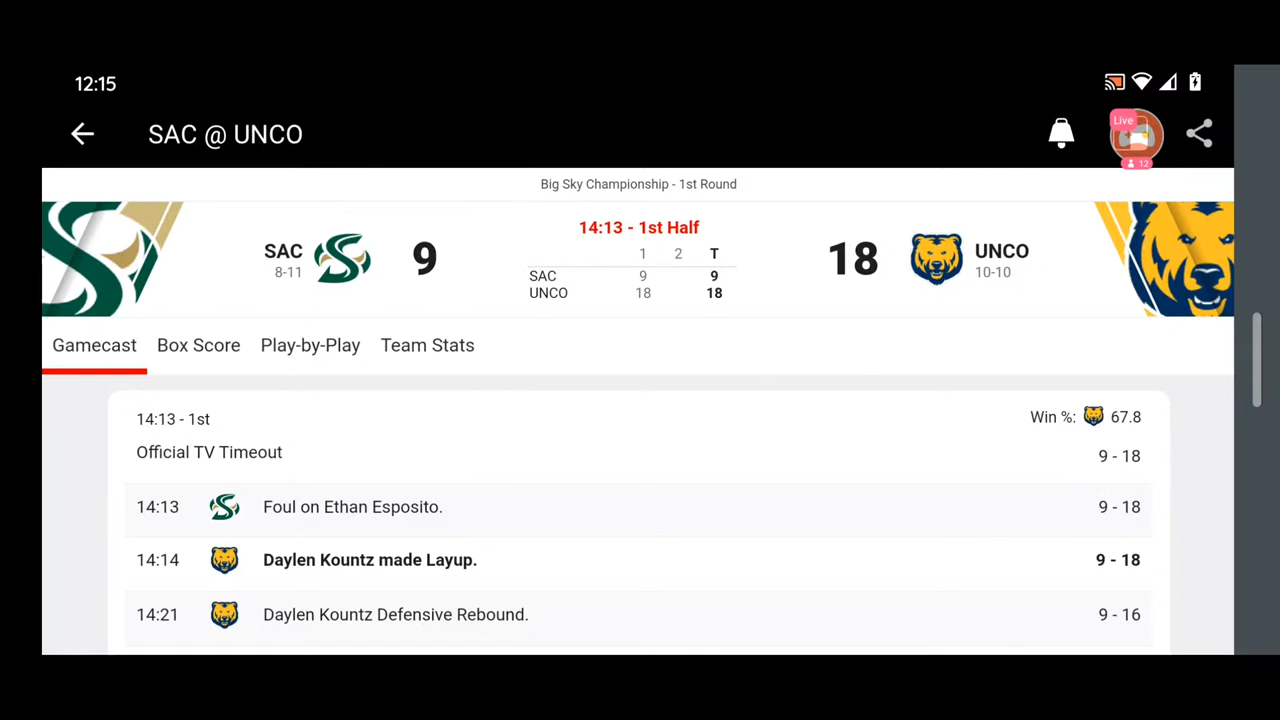 12:15
SAC @ UNCO
Live
12
Big Sky Championship - 1st Round
14:13 - 1st Half
SAC
8-11
9
1 2 T
SAC 9 9
UNCO 18 18
18
UNCO
10-10
Gamecast Box Score Play-by-Play Team Stats
14:13 - 1st Win %: 67.8
Official TV Timeout 9 - 18
14:13 Foul on Ethan Esposito. 9 - 18
14:14 Daylen Kountz made Layup. 9 - 18
14:21 Daylen Kountz Defensive Rebound. 9 - 16